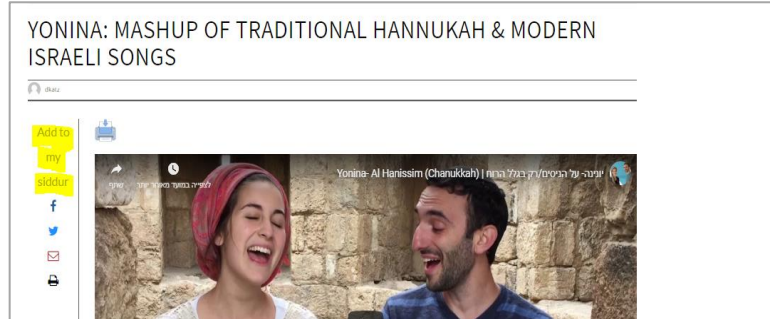 YONINA: MASHUP OF TRADITIONAL HANNUKAH & MODERN
ISRAELI SONGS
dkatz
Add to
my
siddur
Yonina- Al Hanissim (Chanukkah) | יונינה- על הניסים/רק בגלל הרוח
שתף
לצפייה במועד מאוחר יותר